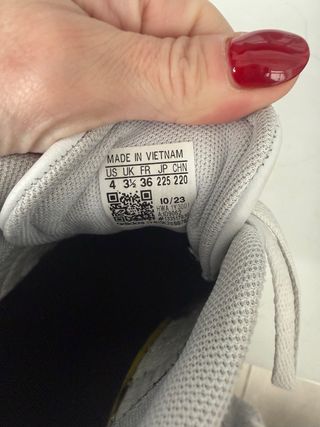 MADE IN VIETNAM
US UK FR JP CHN
4 3½ 36 225 220
10/23